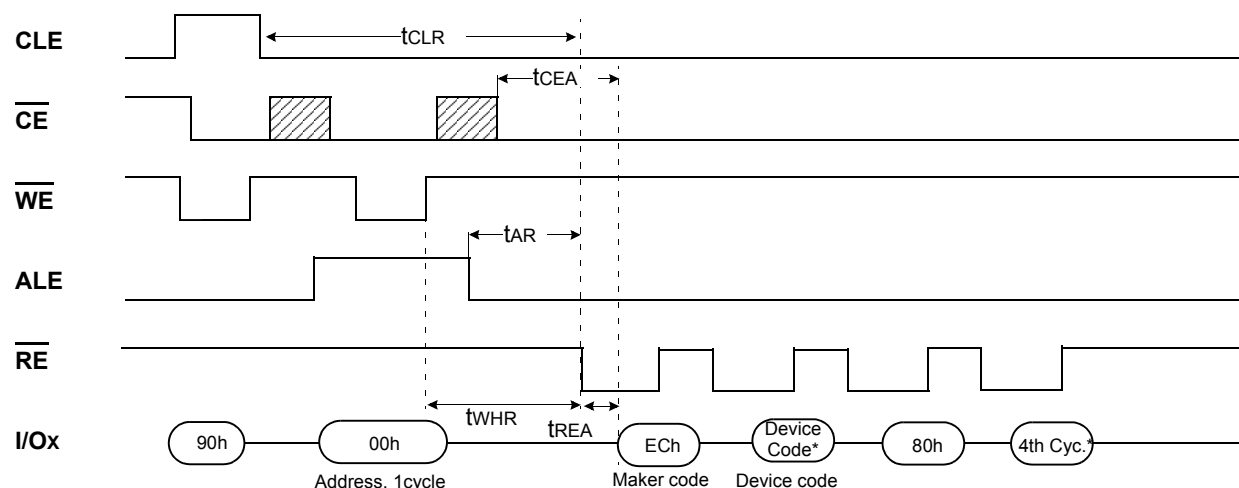 CLE
tCLR
CE
tCEA
WE
ALE
tAR
RE
tWHR
tREA
I/Ox
90h
00h
ECh
Device
Code*
80h
4th Cyc.*
Address. 1cycle
Maker code
Device code